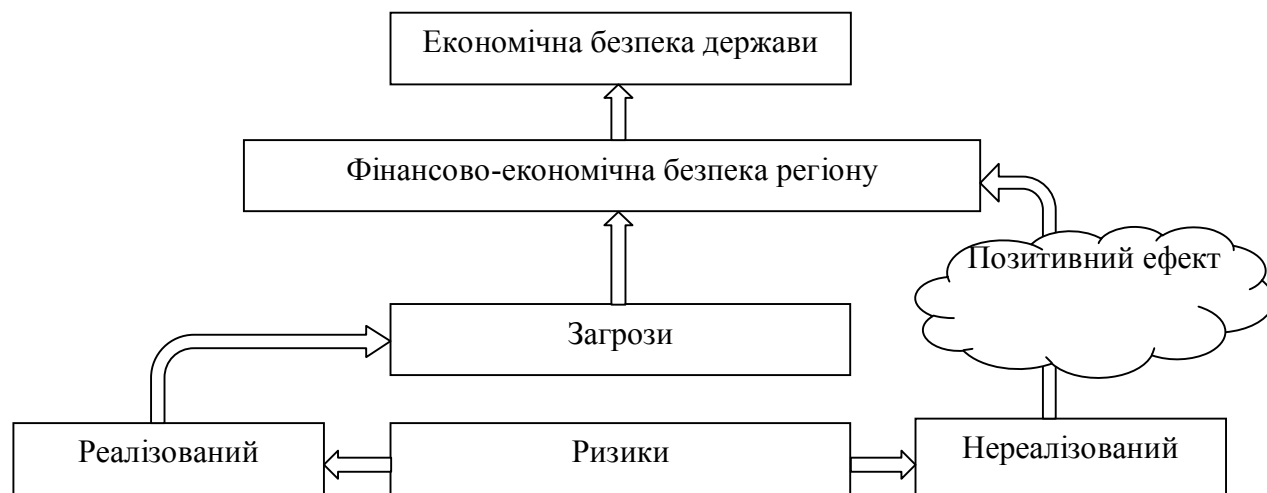 Економічна безпека держави
Фінансово-економічна безпека регіону
Позитивний ефект
Загрози
Реалізований
Ризики
Нереалізований